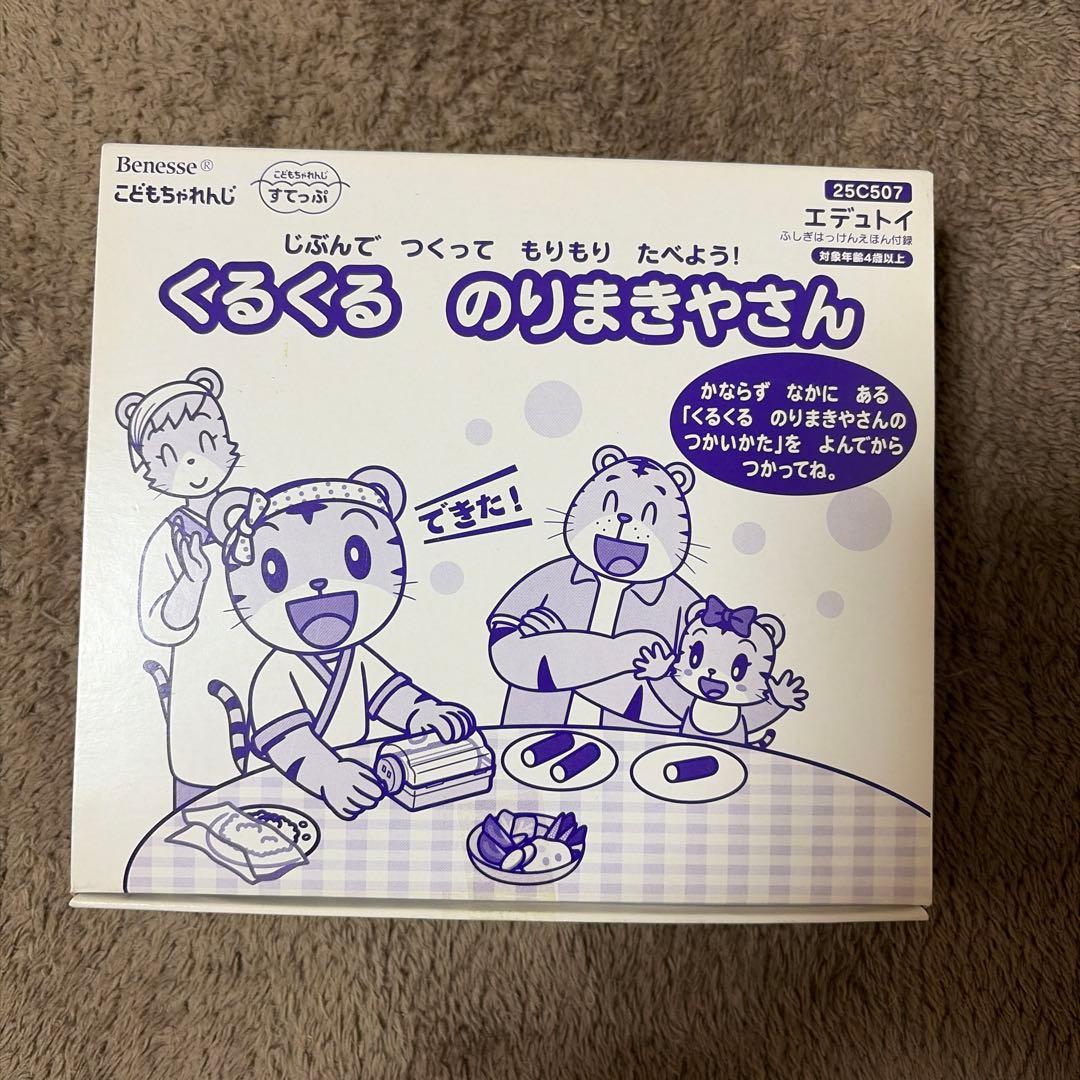 Benesse®
こどもちゃれんじ
こどもちゃれんじ
すてっぷ
25C507
エデュトイ
ふしぎはっけんえほん付録
対象年齢4歳以上
じぶんで つくって もりもり たべよう!
くるくる のりまきやさん
かならず なかに ある
「くるくる のりまきやさんの
つかいかた」を よんでから
つかってね。
できた!